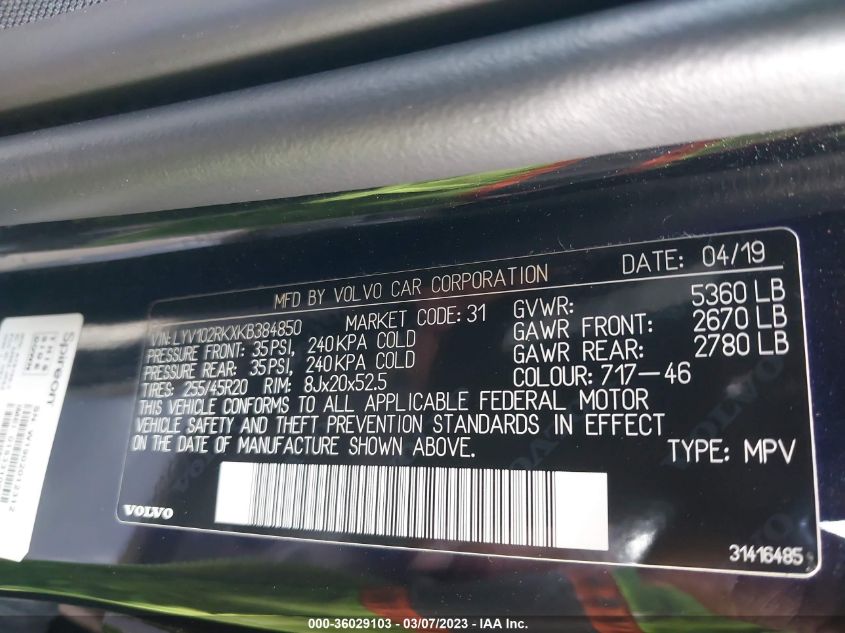 MFD BY VOLVO CAR CORPORATION
DATE: 04/19
VIN: LYV102RKXKB384850
MARKET CODE: 31
PRESSURE FRONT: 35PSI, 240KPA COLD
PRESSURE REAR: 35PSI, 240KPA COLD
TIRES: 255/45R20 RIM: 8Jx20x52.5
GVWR: 5360 LB
GAWR FRONT: 2670 LB
GAWR REAR: 2780 LB
COLOUR: 717-46
THIS VEHICLE CONFORMS TO ALL APPLICABLE FEDERAL MOTOR
VEHICLE SAFETY AND THEFT PREVENTION STANDARDS IN EFFECT
ON THE DATE OF MANUFACTURE SHOWN ABOVE.
TYPE: MPV
VOLVO
31416485
Spireon
THIS
SIDE
DOWN
000-36029103 - 03/07/2023 - IAA Inc.